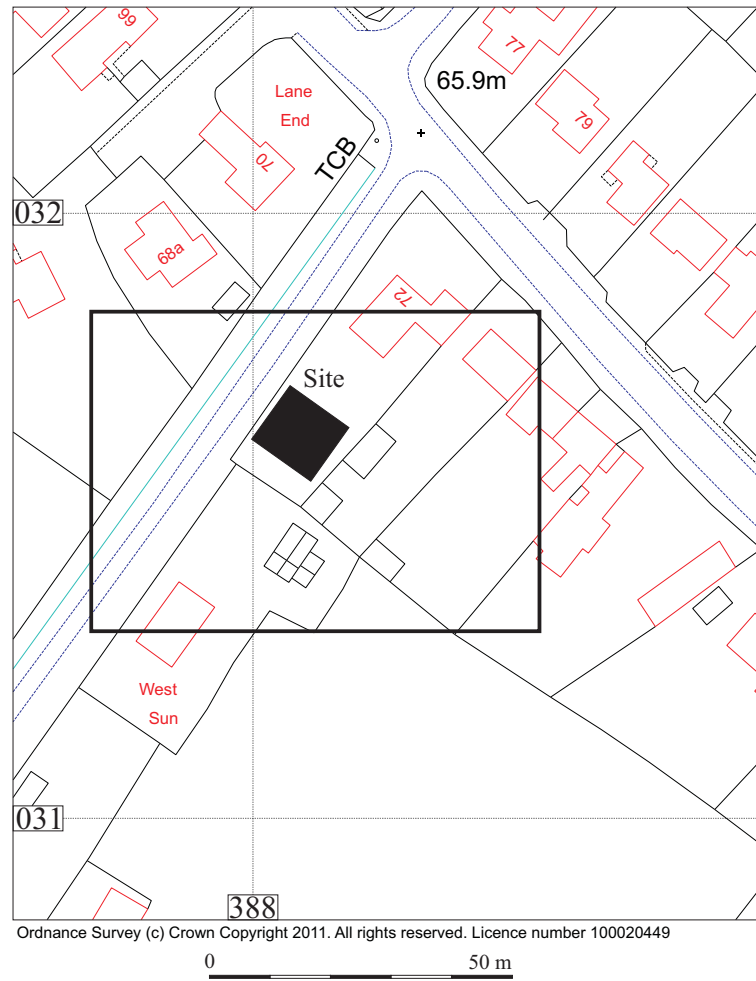 66
77
65.9m
Lane
End
79
TCB
70
032
68a
72
Site
West
Sun
031
388
Ordnance Survey (c) Crown Copyright 2011. All rights reserved. Licence number 100020449
0 50 m